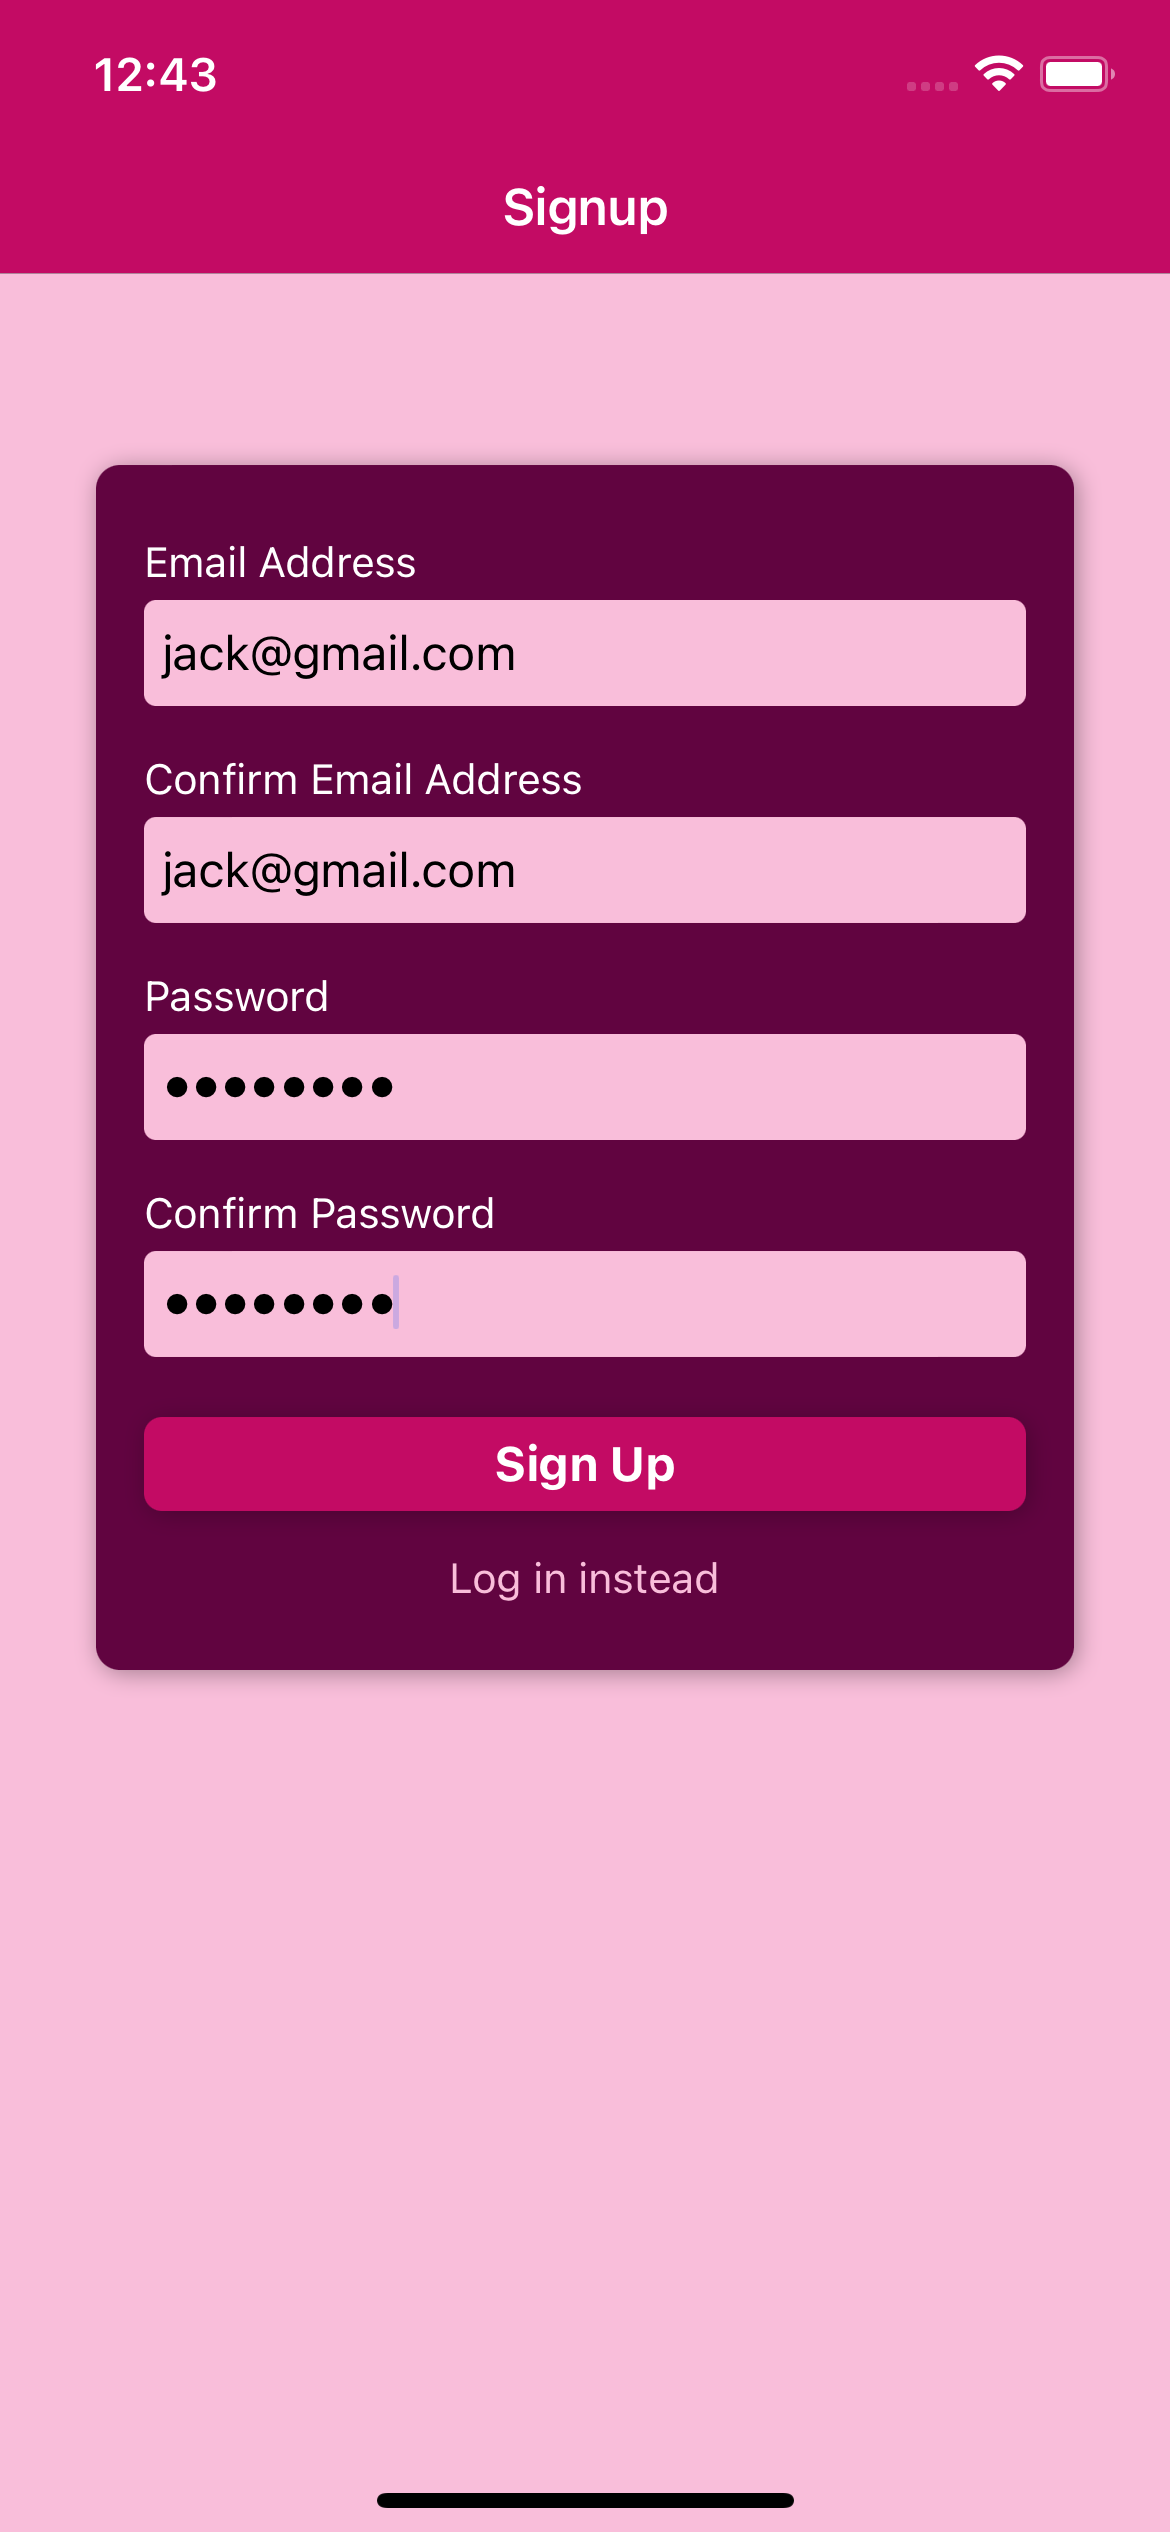 12:43
Signup
Email Address
jack@gmail.com
Confirm Email Address
jack@gmail.com
Password
••••••••
Confirm Password
••••••••
Sign Up
Log in instead